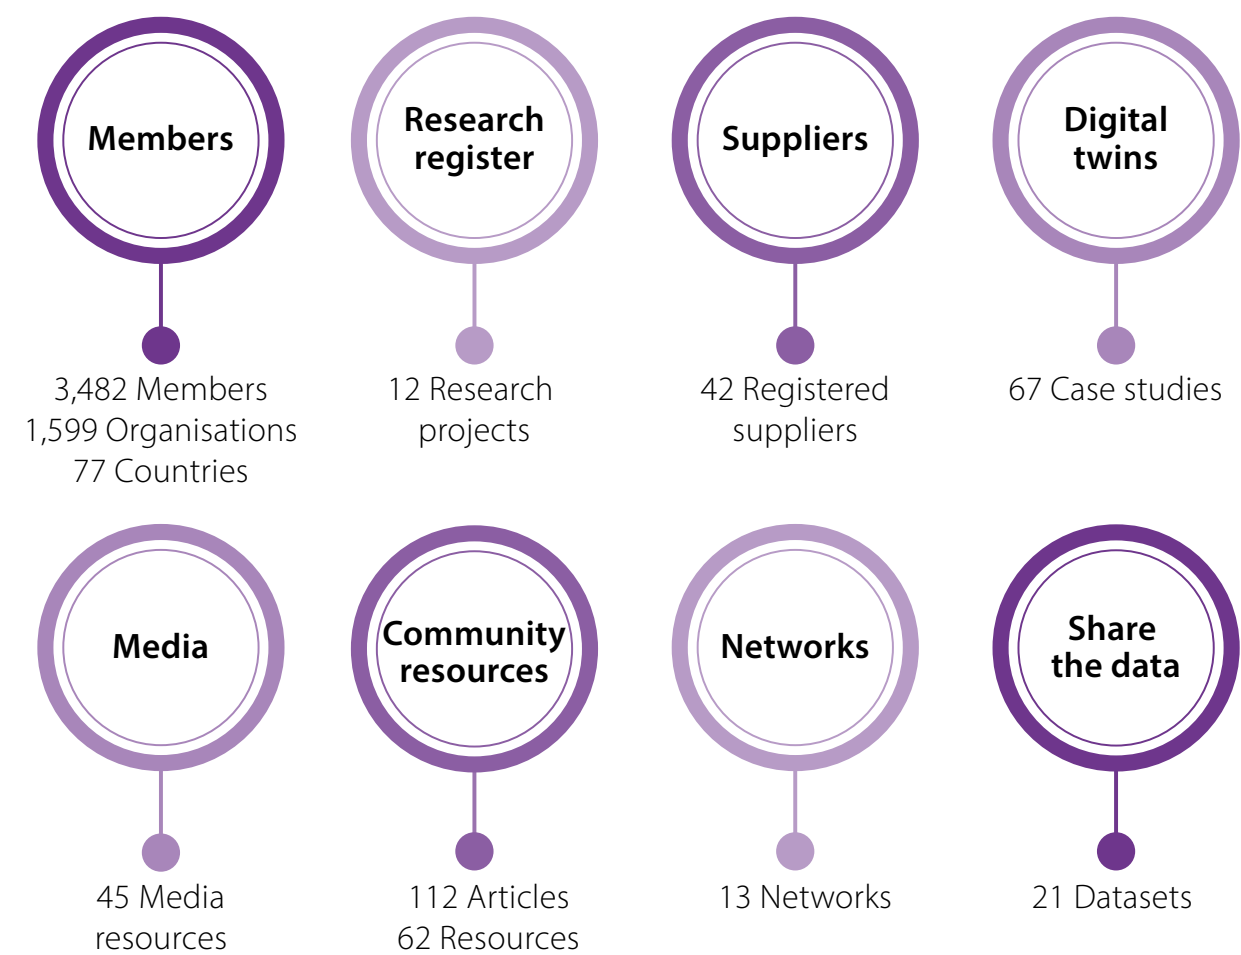 Members
Research
register
Suppliers
Digital
twins
3,482 Members
1,599 Organisations
77 Countries
12 Research
projects
42 Registered
suppliers
67 Case studies
Media
Community
resources
Networks
Share
the data
45 Media
resources
112 Articles
62 Resources
13 Networks
21 Datasets